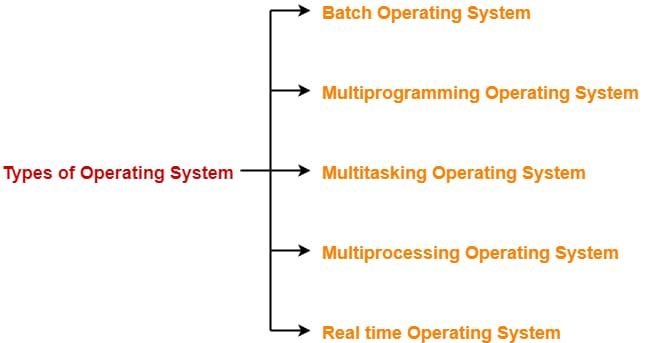 Batch Operating System
Multiprogramming Operating System
Types of Operating System
Multitasking Operating System
Multiprocessing Operating System
Real time Operating System